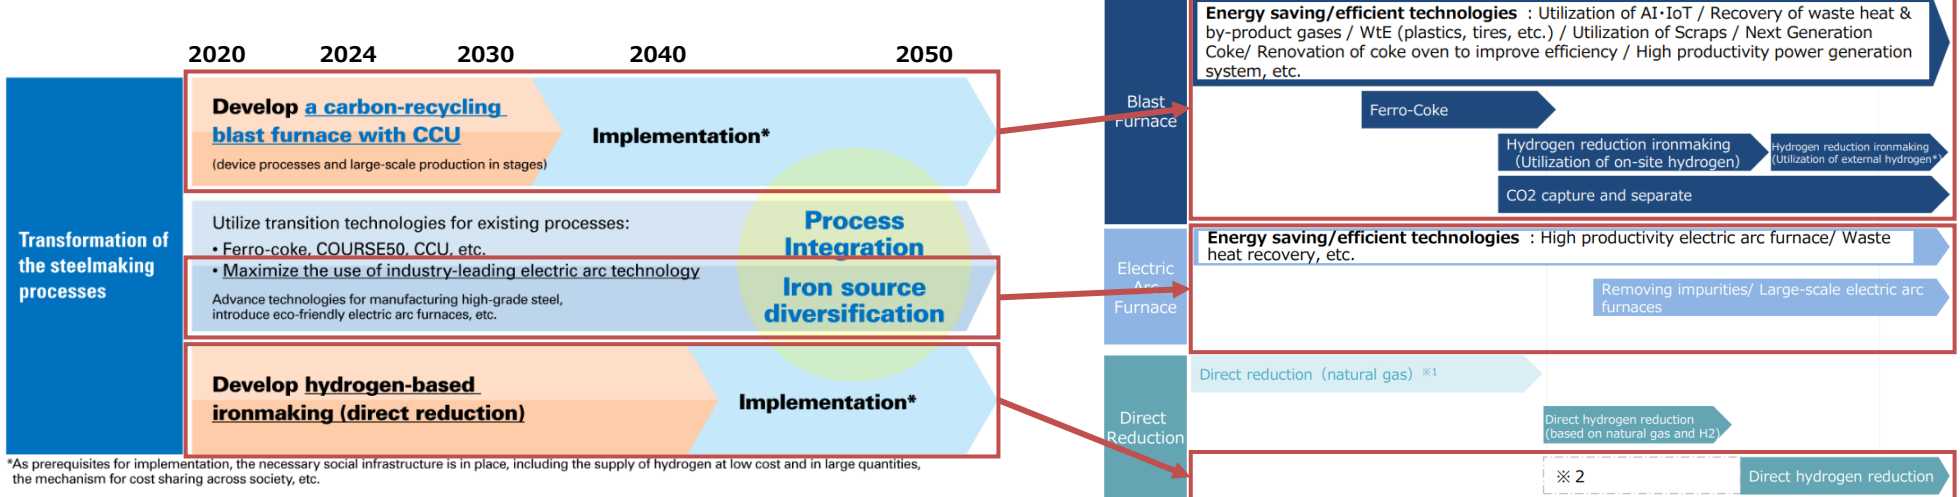 2020 2024 2030 2040 2050
Transformation of
the steelmaking
processes
Develop a carbon-recycling
blast furnace with CCU
(device processes and large-scale production in stages)
Implementation*
Utilize transition technologies for existing processes:
• Ferro-coke, COURSE50, CCU, etc.
• Maximize the use of industry-leading electric arc technology
Advance technologies for manufacturing high-grade steel,
introduce eco-friendly electric arc furnaces, etc.
Process
Integration
Iron source
diversification
Develop hydrogen-based
ironmaking (direct reduction)
Implementation*
*As prerequisites for implementation, the necessary social infrastructure is in place, including the supply of hydrogen at low cost and in large quantities,
the mechanism for cost sharing across society, etc.
Blast
Furnace
Energy saving/efficient technologies : Utilization of AI・IoT / Recovery of waste heat &
by-product gases / WtE (plastics, tires, etc.) / Utilization of Scraps / Next Generation
Coke/ Renovation of coke oven to improve efficiency / High productivity power generation
system, etc.
Ferro-Coke
Hydrogen reduction ironmaking
(Utilization of on-site hydrogen)
Hydrogen reduction ironmaking
(Utilization of external hydrogen*)
CO2 capture and separate
Electric
Arc
Furnace
Energy saving/efficient technologies : High productivity electric arc furnace/ Waste
heat recovery, etc.
Removing impurities/ Large-scale electric arc
furnaces
Direct
Reduction
Direct reduction (natural gas) ※1
Direct hydrogen reduction
(based on natural gas and H2)
※ 2
Direct hydrogen reduction